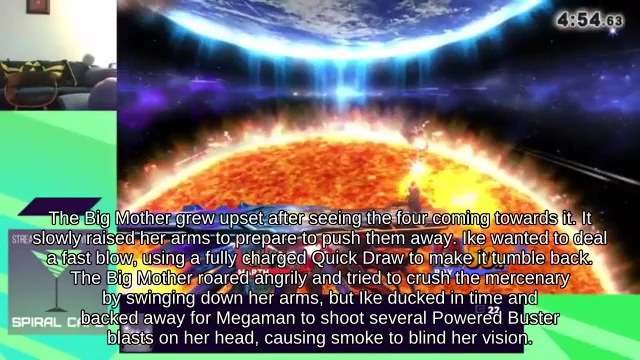 4:54.63
The Big Mother grew upset after seeing the four coming towards it. It
slowly raised her arms to prepare to push them away. Ike wanted to deal
a fast blow, using a fully charged Quick Draw to make it tumble back.
The Big Mother roared angrily and tried to crush the mercenary
by swinging down her arms, but Ike ducked in time and
backed away for Megaman to shoot several Powered Buster
blasts on her head, causing smoke to blind her vision.
SPIRAL CA
22